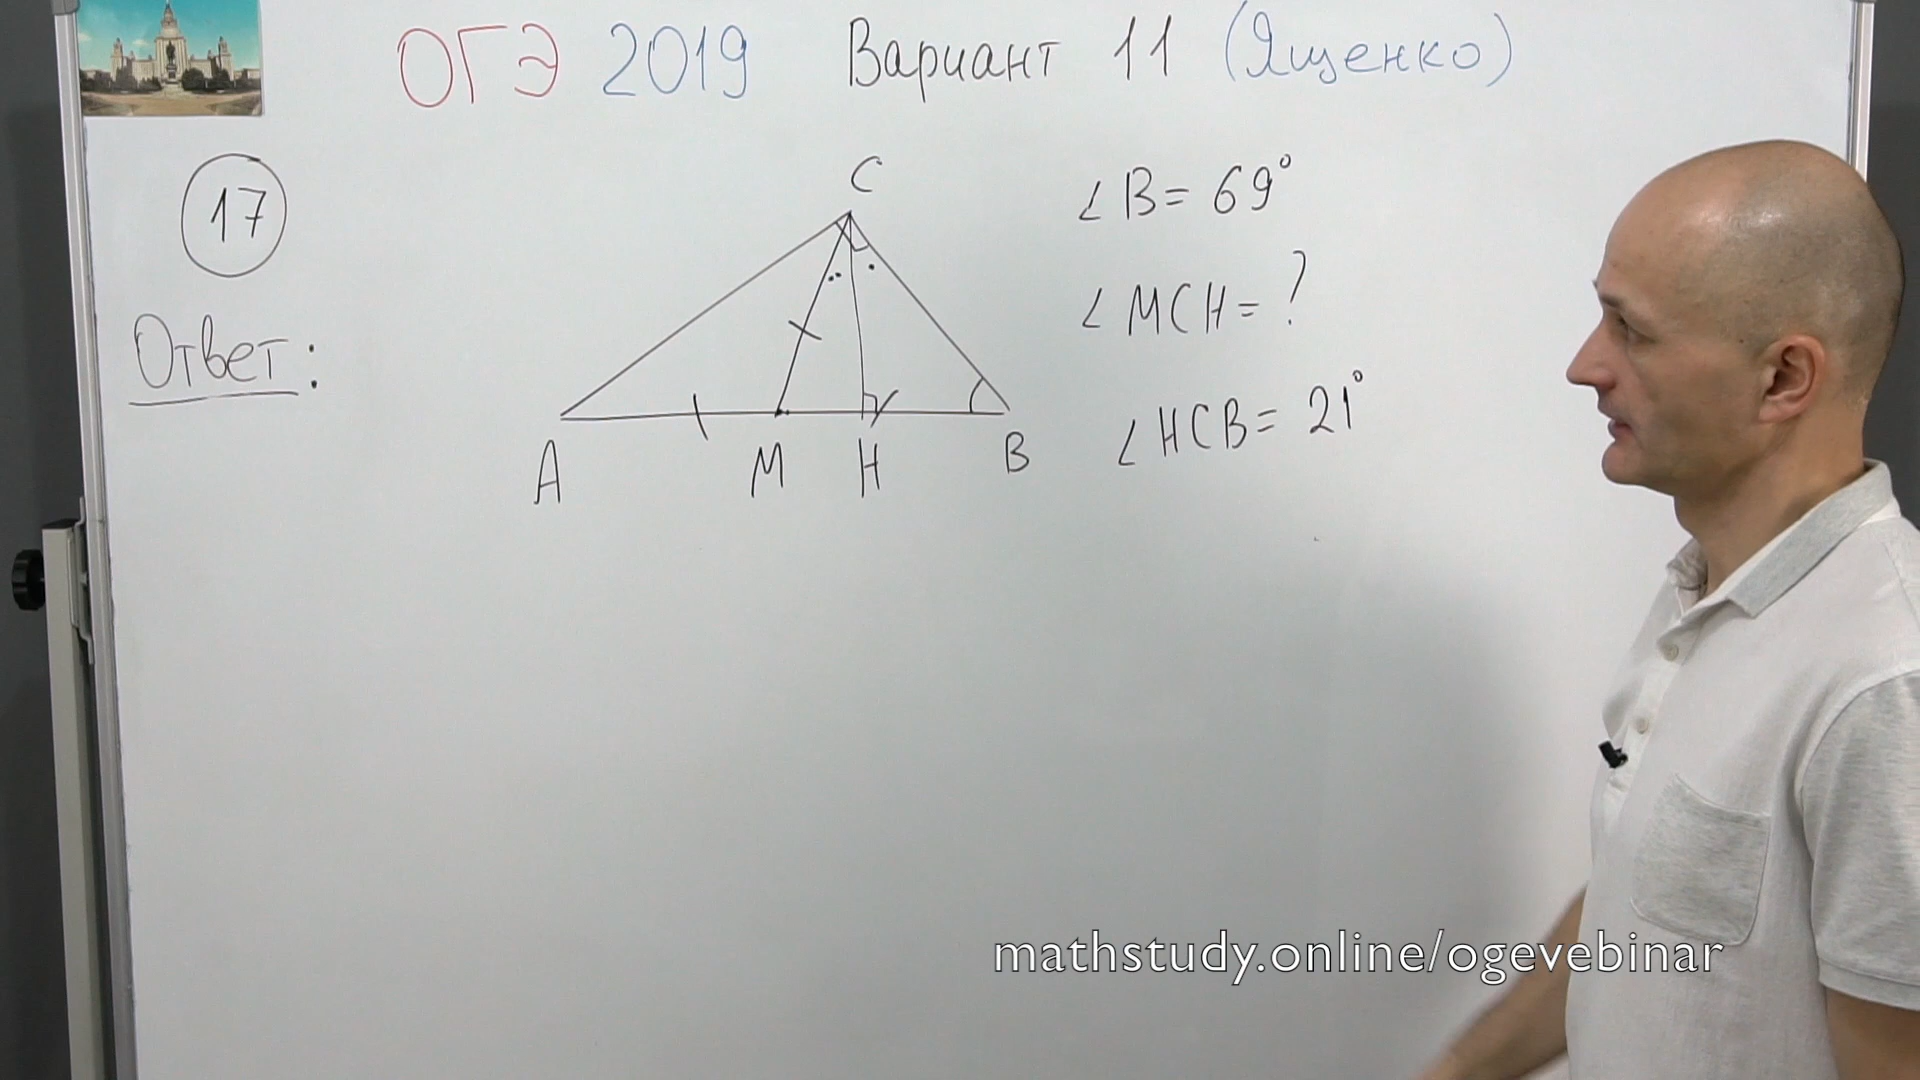 ОГЭ 2019 Вариант 11 (Ященко)
17
Ответ:
C
A M H B
∠B = 69°
∠MCH = ?
∠HCB = 21°
mathstudy.online/ogevebinar